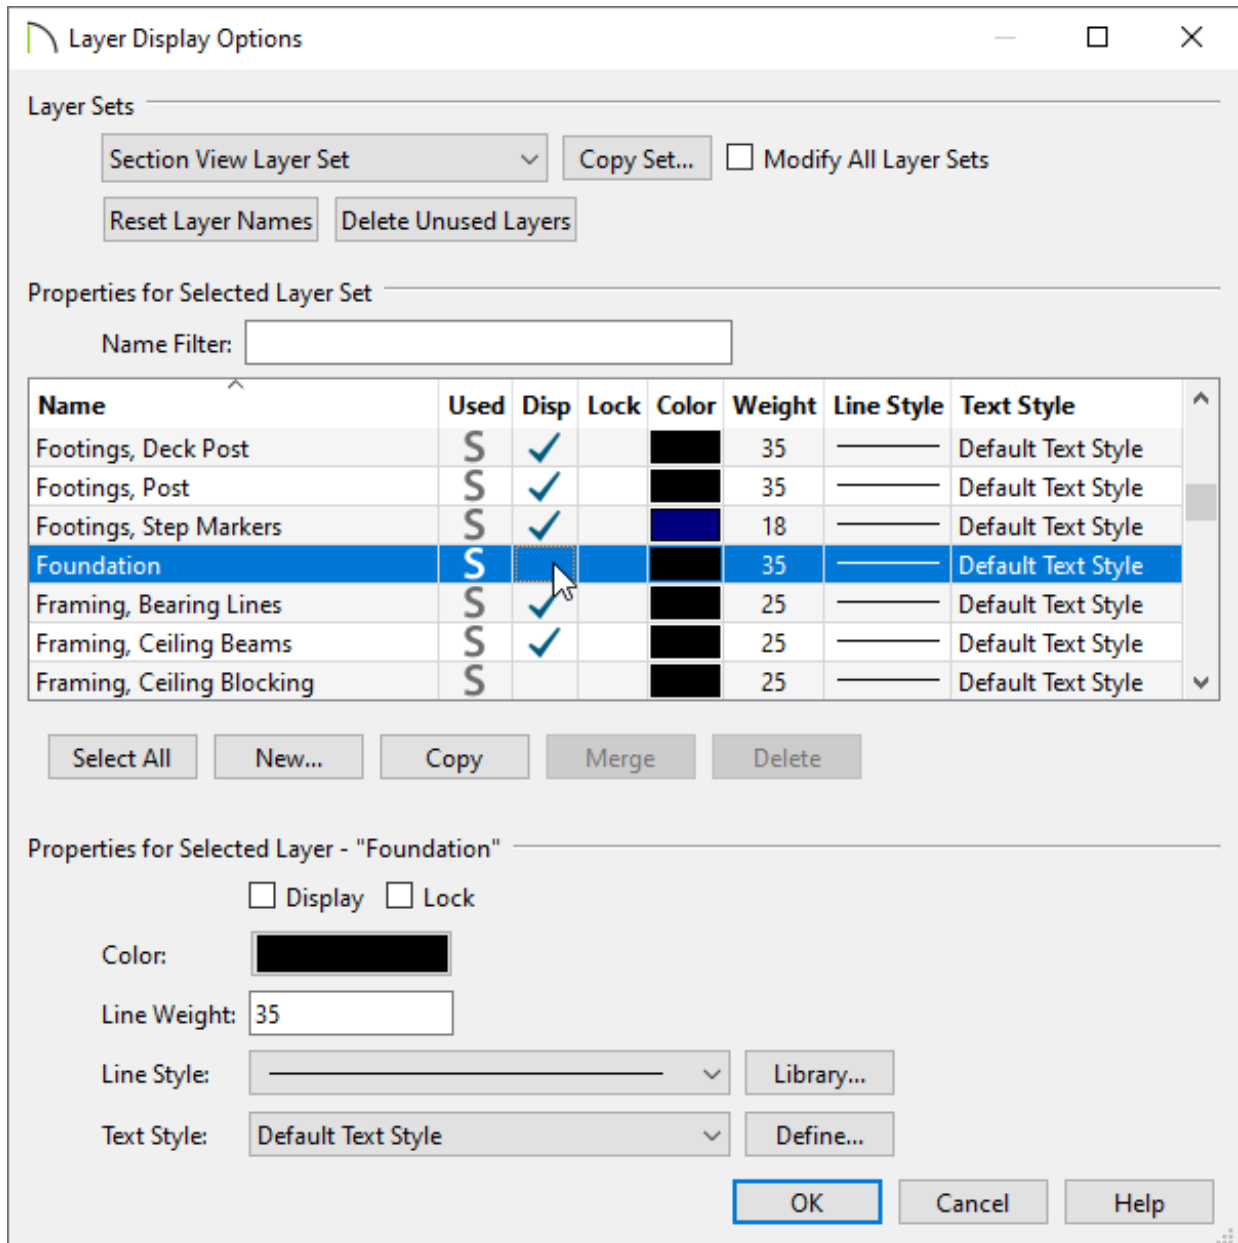 Layer Display Options
Layer Sets
Section View Layer Set Copy Set... Modify All Layer Sets
Reset Layer Names Delete Unused Layers
Properties for Selected Layer Set
Name Filter:
Name Used Disp Lock Color Weight Line Style Text Style
Footings, Deck Post S 35 Default Text Style
Footings, Post S 35 Default Text Style
Footings, Step Markers S 18 Default Text Style
Foundation S 35 Default Text Style
Framing, Bearing Lines S 25 Default Text Style
Framing, Ceiling Beams S 25 Default Text Style
Framing, Ceiling Blocking S 25 Default Text Style
Select All New... Copy Merge Delete
Properties for Selected Layer - "Foundation"
Display Lock
Color:
Line Weight: 35
Line Style: Library...
Text Style: Default Text Style Define...
OK Cancel Help